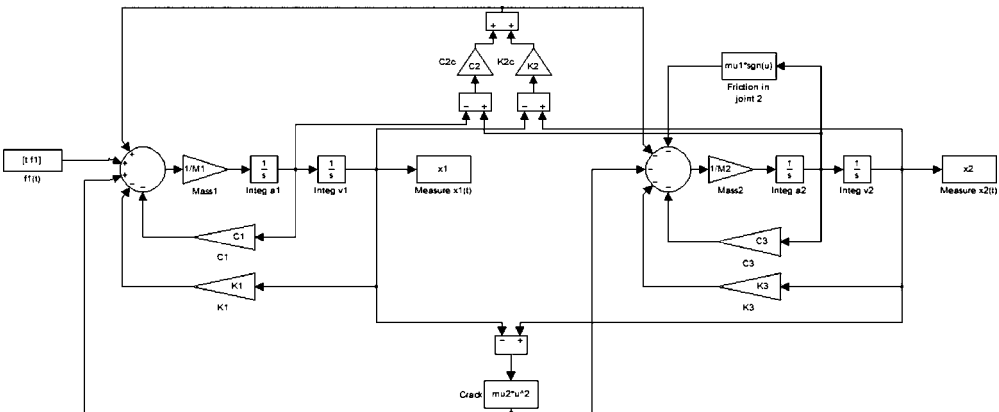 + +
C2c
C2
K2c
K2
- +
- +
mu1*sgn(u)
Friction in
joint 2
[t f1]
f1(t)
+
+
+
- -
1/M1
Mass1
1
s
Integ a1
1
s
Integ v1
x1
Measure x1(t)
-
-
-
- -
1/M2
Mass2
1
s
Integ a2
1
s
Integ v2
x2
Measure x2(t)
C1
C1
C3
C3
K1
K1
K3
K3
- +
Crack
mu2*u^2